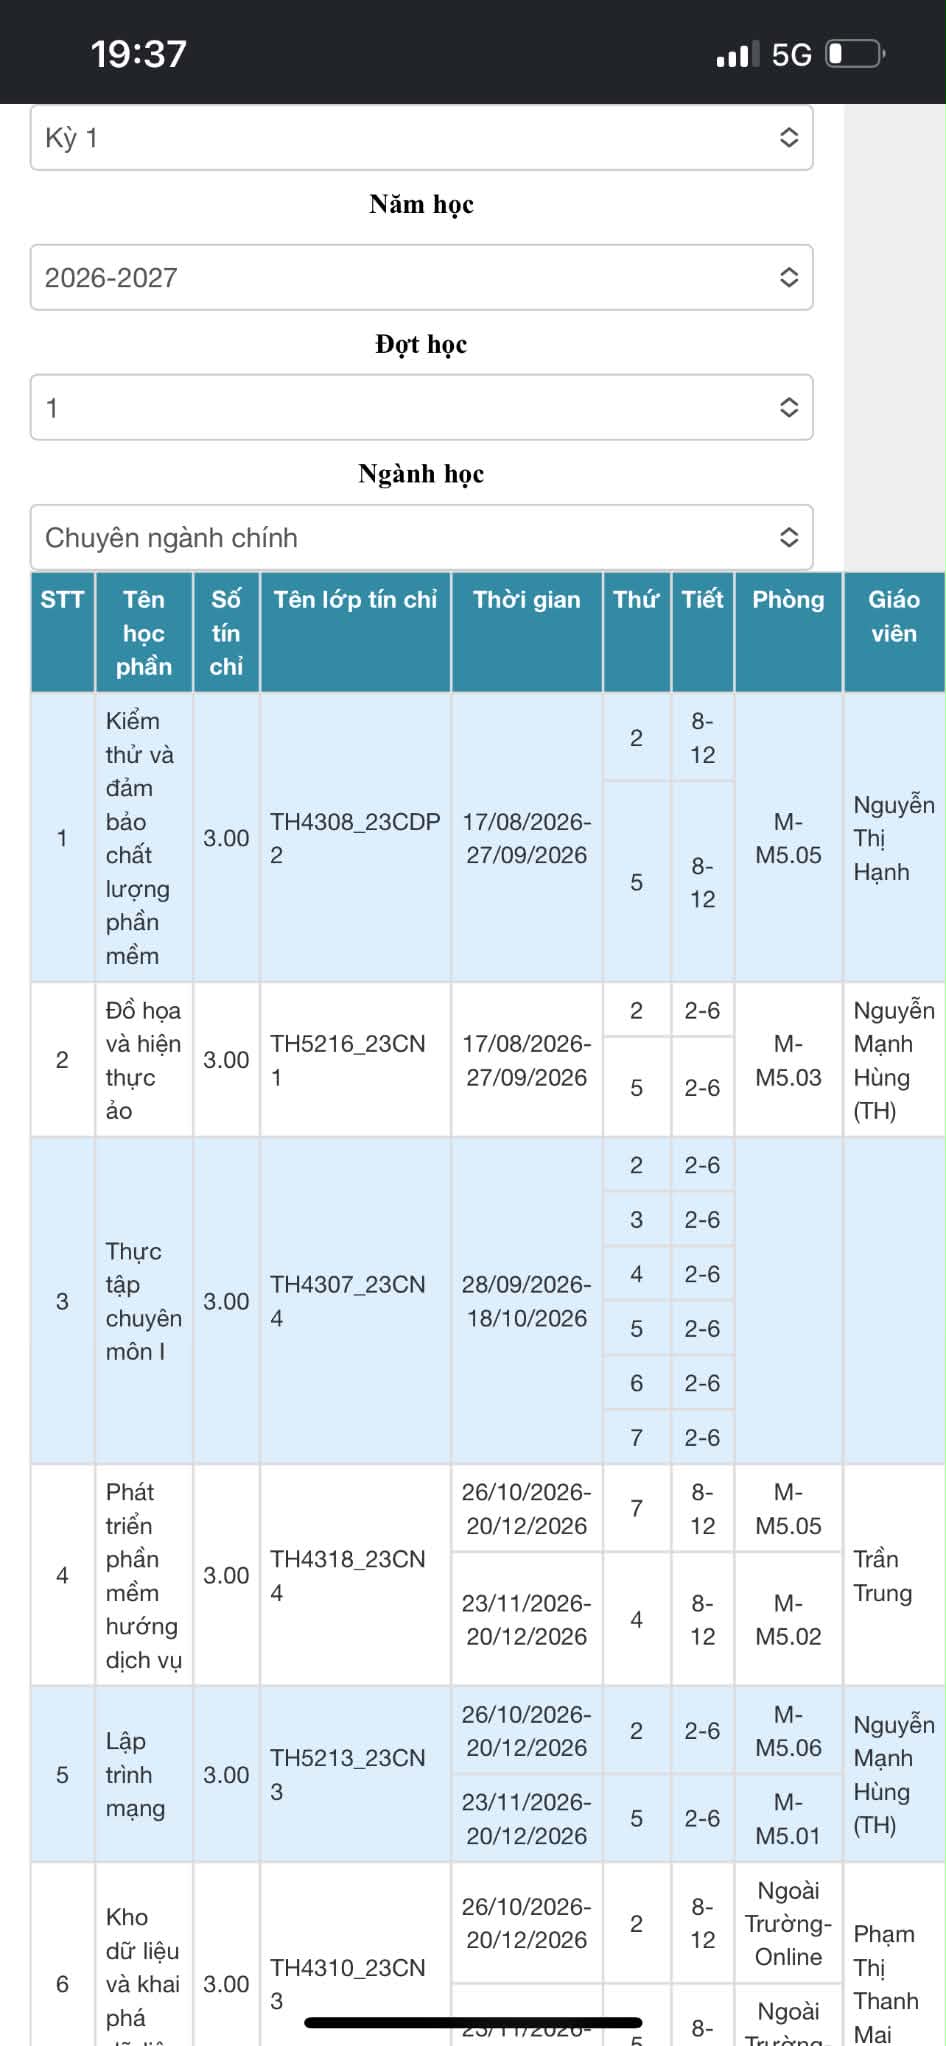 19:37
5G
Kỳ 1
Năm học
2026-2027
Đợt học
1
Ngành học
Chuyên ngành chính
STT
Tên
học
phần
Số
tín
chỉ
Tên lớp tín chỉ
Thời gian
Thứ
Tiết
Phòng
Giáo
viên
1
Kiểm
thử và
đảm
bảo
chất
lượng
phần
mềm
3.00
TH4308_23CDP
2
17/08/2026-
27/09/2026
2
8-
12
5
8-
12
M-
M5.05
Nguyễn
Thị
Hạnh
2
Đồ họa
và hiện
thực
ảo
3.00
TH5216_23CN
1
17/08/2026-
27/09/2026
2
2-6
5
2-6
M-
M5.03
Nguyễn
Mạnh
Hùng
(TH)
3
Thực
tập
chuyên
môn I
3.00
TH4307_23CN
4
28/09/2026-
18/10/2026
2
2-6
3
2-6
4
2-6
5
2-6
6
2-6
7
2-6
4
Phát
triển
phần
mềm
hướng
dịch vụ
3.00
TH4318_23CN
4
26/10/2026-
20/12/2026
7
8-
12
M-
M5.05
23/11/2026-
20/12/2026
4
8-
12
M-
M5.02
Trần
Trung
5
Lập
trình
mạng
3.00
TH5213_23CN
3
26/10/2026-
20/12/2026
2
2-6
M-
M5.06
23/11/2026-
20/12/2026
5
2-6
M-
M5.01
Nguyễn
Mạnh
Hùng
(TH)
6
Kho
dữ liệu
và khai
phá
3.00
TH4310_23CN
3
26/10/2026-
20/12/2026
2
8-
12
Ngoài
Trường-
Online
23/11/2026-
5
8-
Ngoài
Trường-
Phạm
Thị
Thanh
Mai